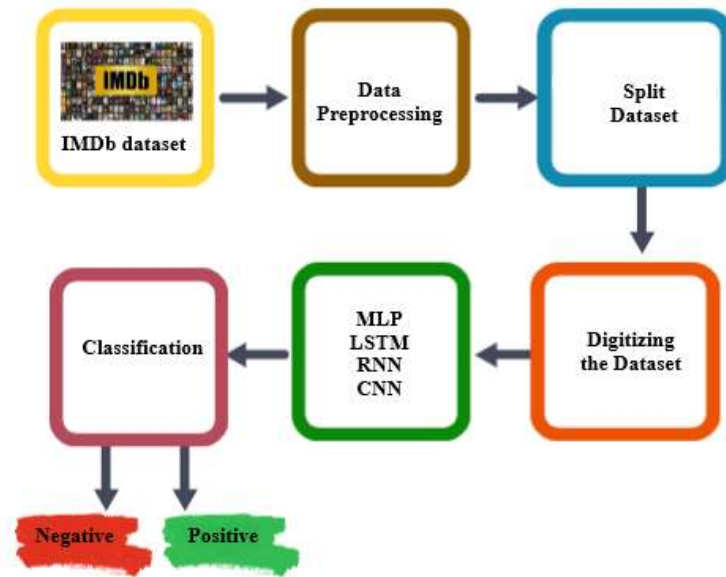 IMDb
IMDb dataset
Data
Preprocessing
Split
Dataset
Digitizing
the Dataset
MLP
LSTM
RNN
CNN
Classification
Negative
Positive